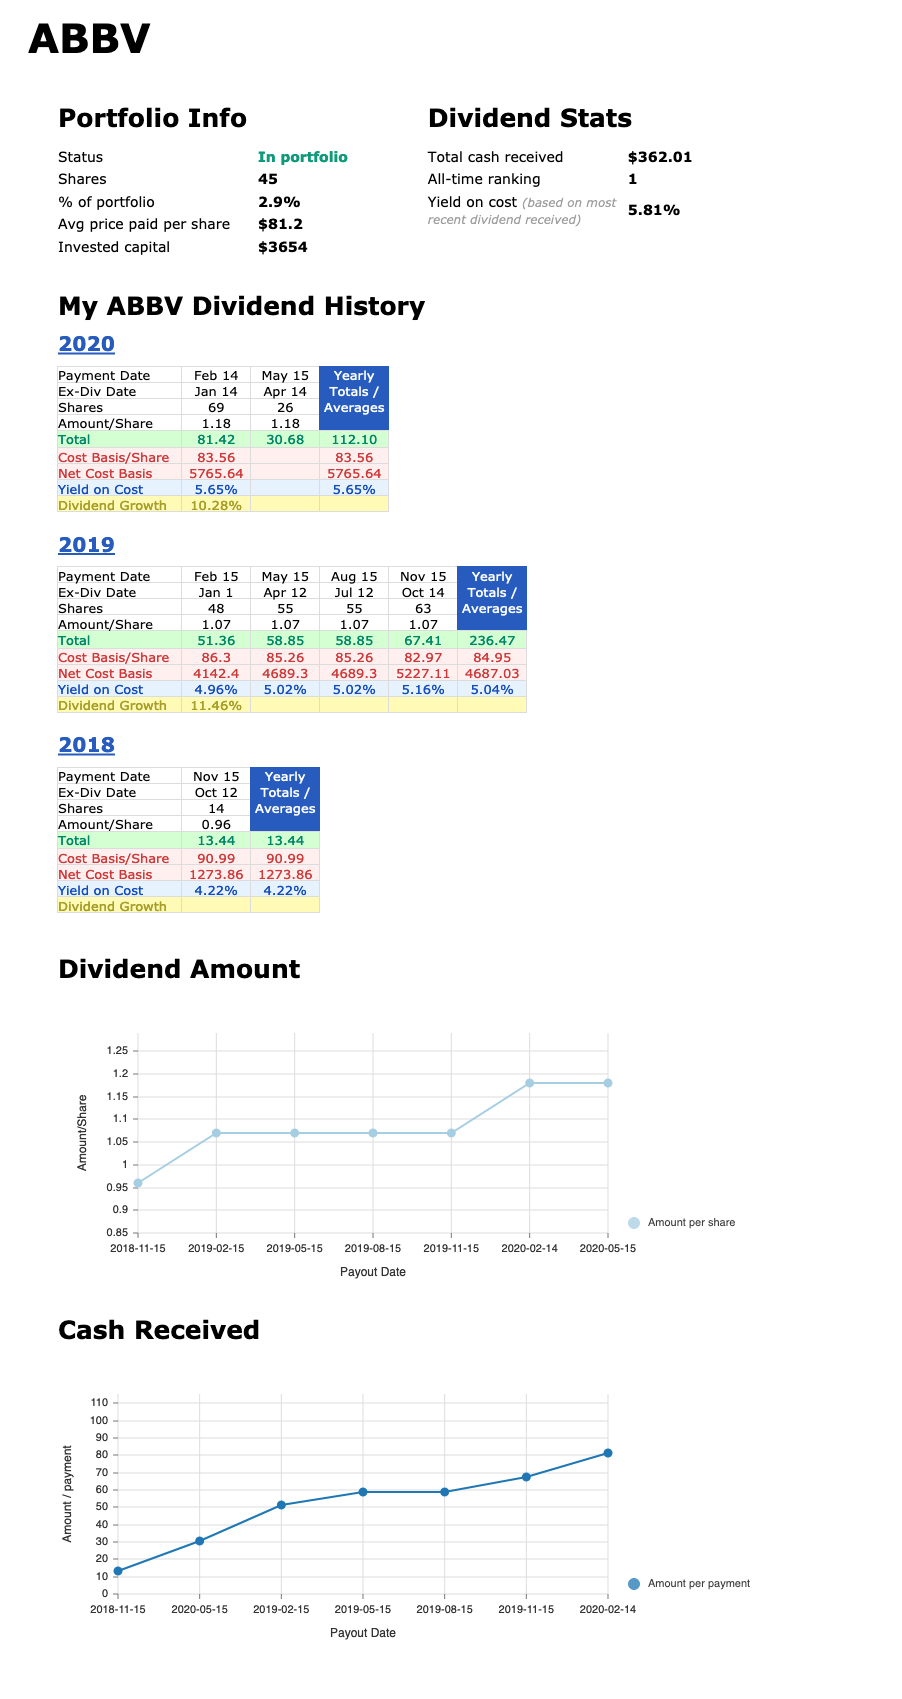 ABBV
Portfolio Info
Status In portfolio
Shares 45
% of portfolio 2.9%
Avg price paid per share $81.2
Invested capital $3654
Dividend Stats
Total cash received $362.01
All-time ranking 1
Yield on cost (based on most recent dividend received) 5.81%
My ABBV Dividend History
2020
Payment Date Feb 14 May 15 Yearly
Ex-Div Date Jan 14 Apr 14 Totals /
Shares 69 26 Averages
Amount/Share 1.18 1.18
Total 81.42 30.68 112.10
Cost Basis/Share 83.56 83.56
Net Cost Basis 5765.64 5765.64
Yield on Cost 5.65% 5.65%
Dividend Growth 10.28%
2019
Payment Date Feb 15 May 15 Aug 15 Nov 15 Yearly
Ex-Div Date Jan 1 Apr 12 Jul 12 Oct 14 Totals /
Shares 48 55 55 63 Averages
Amount/Share 1.07 1.07 1.07 1.07
Total 51.36 58.85 58.85 67.41 236.47
Cost Basis/Share 86.3 85.26 85.26 82.97 84.95
Net Cost Basis 4142.4 4689.3 4689.3 5227.11 4687.03
Yield on Cost 4.96% 5.02% 5.02% 5.16% 5.04%
Dividend Growth 11.46%
2018
Payment Date Nov 15 Yearly
Ex-Div Date Oct 12 Totals /
Shares 14 Averages
Amount/Share 0.96
Total 13.44 13.44
Cost Basis/Share 90.99 90.99
Net Cost Basis 1273.86 1273.86
Yield on Cost 4.22% 4.22%
Dividend Growth
Dividend Amount
1.25
1.2
1.15
1.1
1.05
1
0.95
0.9
0.85
Amount/Share
2018-11-15 2019-02-15 2019-05-15 2019-08-15 2019-11-15 2020-02-14 2020-05-15
Payout Date
Amount per share
Cash Received
110
100
90
80
70
60
50
40
30
20
10
0
Amount / payment
2018-11-15 2020-05-15 2019-02-15 2019-05-15 2019-08-15 2019-11-15 2020-02-14
Payout Date
Amount per payment